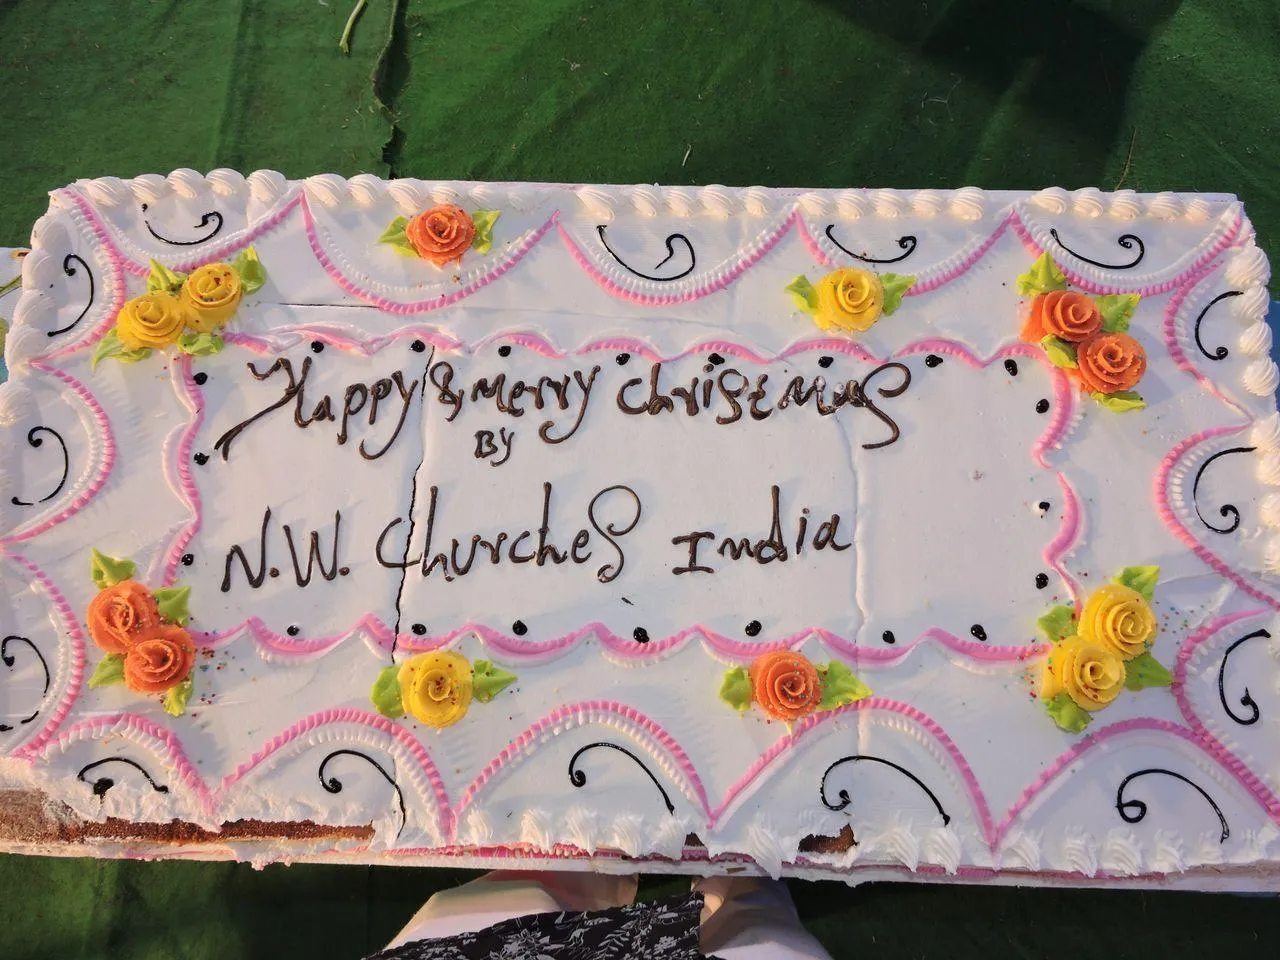 Happy & Merry Christmas
By
N.W. Churches India